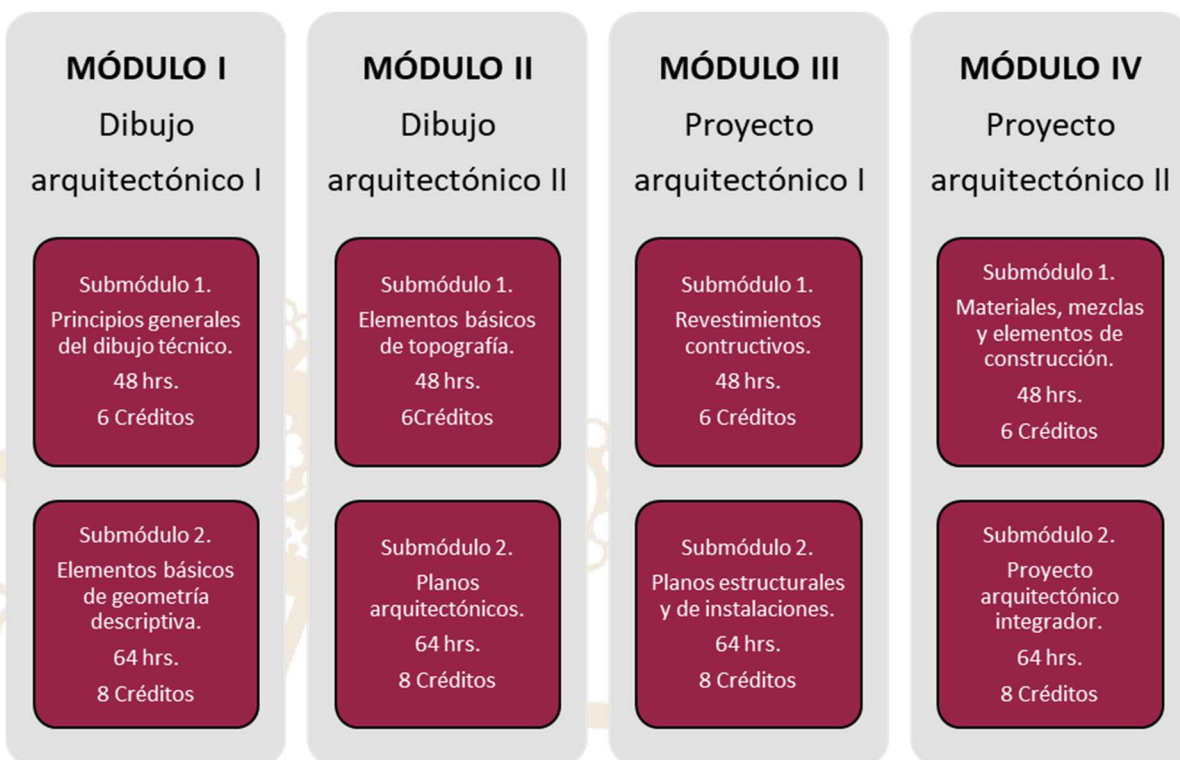 MÓDULO I
Dibujo
arquitectónico I
Submódulo 1.
Principios generales
del dibujo técnico.
48 hrs.
6 Créditos
Submódulo 2.
Elementos básicos
de geometría
descriptiva.
64 hrs.
8 Créditos
MÓDULO II
Dibujo
arquitectónico II
Submódulo 1.
Elementos básicos
de topografía.
48 hrs.
6Créditos
Submódulo 2.
Planos
arquitectónicos.
64 hrs.
8 Créditos
MÓDULO III
Proyecto
arquitectónico I
Submódulo 1.
Revestimientos
contructivos.
48 hrs.
6 Créditos
Submódulo 2.
Planos estructurales
y de instalaciones.
64 hrs.
8 Créditos
MÓDULO IV
Proyecto
arquitectónico II
Submódulo 1.
Materiales, mezclas
y elementos de
construcción.
48 hrs.
6 Créditos
Submódulo 2.
Proyecto
arquitectónico
integrador.
64 hrs.
8 Créditos